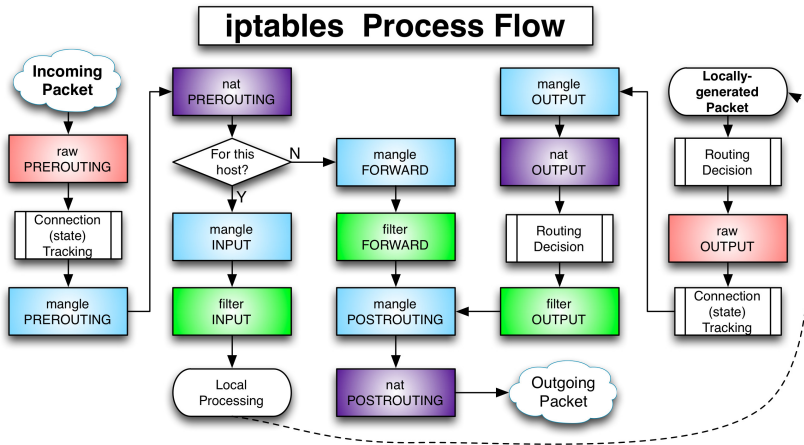 iptables Process Flow
Incoming
Packet
raw
PREROUTING
Connection
(state)
Tracking
mangle
PREROUTING
nat
PREROUTING
For this
host?
N
Y
mangle
INPUT
filter
INPUT
Local
Processing
mangle
FORWARD
filter
FORWARD
mangle
POSTROUTING
nat
POSTROUTING
Outgoing
Packet
mangle
OUTPUT
nat
OUTPUT
Routing
Decision
filter
OUTPUT
Locally-
generated
Packet
Routing
Decision
raw
OUTPUT
Connection
(state)
Tracking